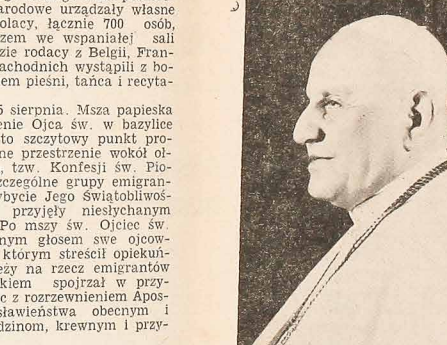 arodowe urządzały własne
olacy, łącznie 700 osób,
zem we wspaniałej sali
zie rodacy z Belgii, Fran-
achodnich wystąpili z bo-
em pieśni, tańca i recyta-
5 sierpnia. Msza papieska
enie Ojca św. w bazylice
to szczytowy punkt pro-
ne przestrzenie wokół oł-
, tzw. Konfesji św. Pio-
zczególne grupy emigran-
bycie Jego Świątobliwoś-
przyjęły niesłychanym
Po mszy św. Ojciec św.
nym głosem swe ojcow-
którym streścił opiekuń-
eży na rzecz emigrantów
kiem spojrzał w przy-
c z rozrzewnieniem Apos-
sławieństwa obecnym i
dzinom, krewnym i przy-